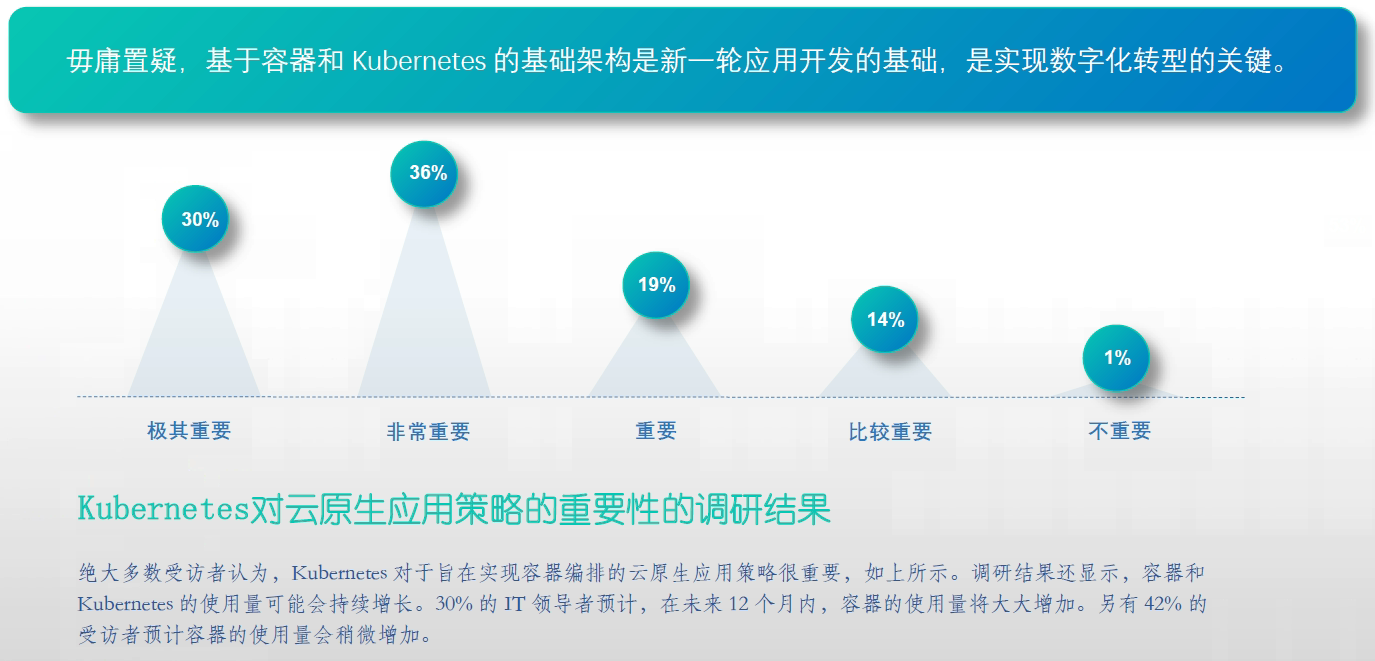 毋庸置疑，基于容器和 Kubernetes 的基础架构是新一轮应用开发的基础，是实现数字化转型的关键。
30%
36%
19%
14%
1%
极其重要
非常重要
重要
比较重要
不重要
Kubernetes对云原生应用策略的重要性的调研结果
绝大多数受访者认为，Kubernetes 对于旨在实现容器编排的云原生应用策略很重要，如上所示。调研结果还显示，容器和
Kubernetes 的使用量可能会持续增长。30% 的 IT 领导者预计，在未来 12 个月内，容器的使用量将大大增加。另有 42% 的
受访者预计容器的使用量会稍微增加。